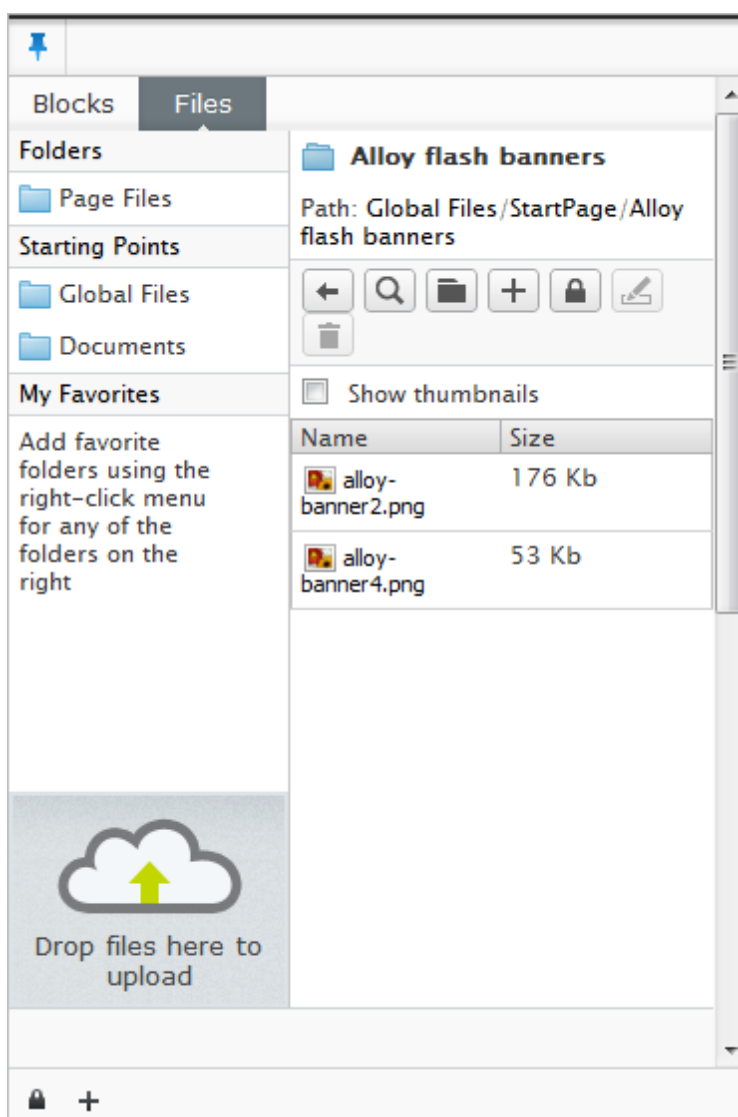 Blocks
Files
Folders
Page Files
Starting Points
Global Files
Documents
My Favorites
Add favorite
folders using the
right-click menu
for any of the
folders on the
right
Drop files here to
upload
Alloy flash banners
Path: Global Files/StartPage/Alloy
flash banners
Show thumbnails
Name Size
alloy- 176 Kb
banner2.png
alloy- 53 Kb
banner4.png